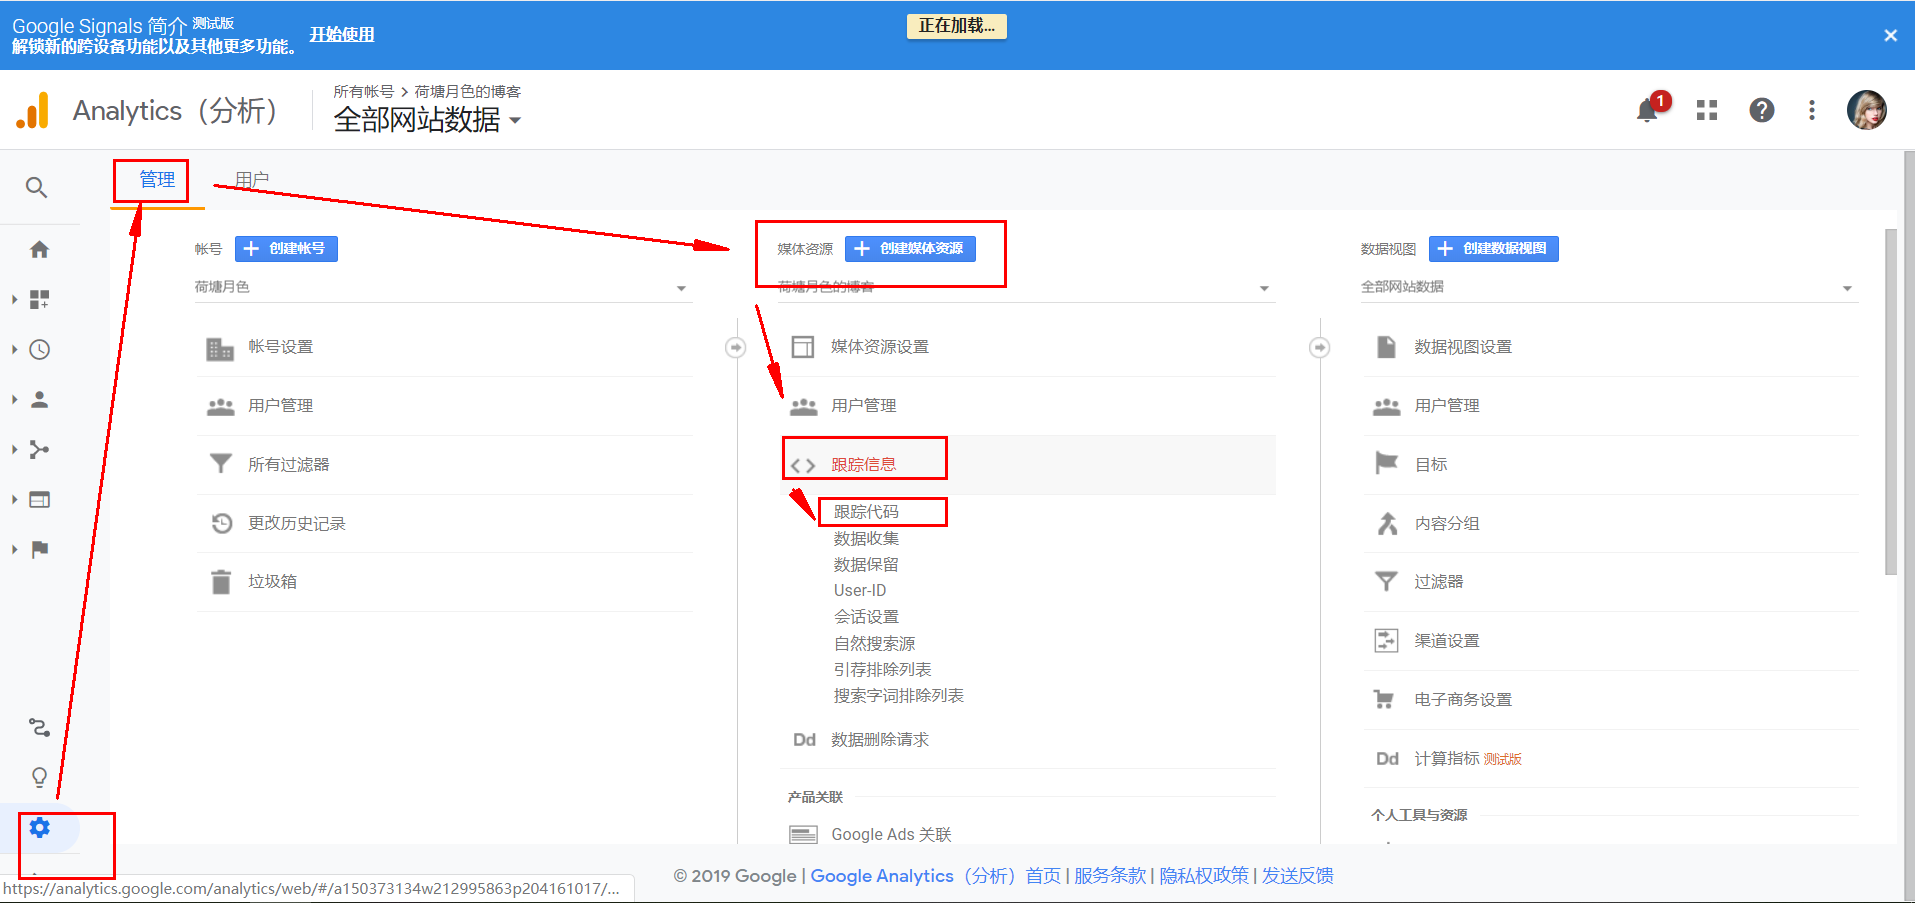 Google Signals 简介 测试版
解锁新的跨设备功能以及其他更多功能。
开始使用
正在加载...
Analytics（分析）
所有帐号 > 荷塘月色的博客
全部网站数据
1
管理
用户
帐号
创建帐号
荷塘月色
帐号设置
用户管理
所有过滤器
更改历史记录
垃圾箱
媒体资源
创建媒体资源
荷塘月色的博客
媒体资源设置
用户管理
跟踪信息
跟踪代码
数据收集
数据保留
User-ID
会话设置
自然搜索源
引荐排除列表
搜索字词排除列表
Dd 数据删除请求
产品关联
Google Ads 关联
数据视图
创建数据视图
全部网站数据
数据视图设置
用户管理
目标
内容分组
过滤器
渠道设置
电子商务设置
Dd 计算指标 测试版
个人工具与资源
© 2019 Google | Google Analytics（分析）首页 | 服务条款 | 隐私权政策 | 发送反馈
https://analytics.google.com/analytics/web/#/a150373134w212995863p204161017/...